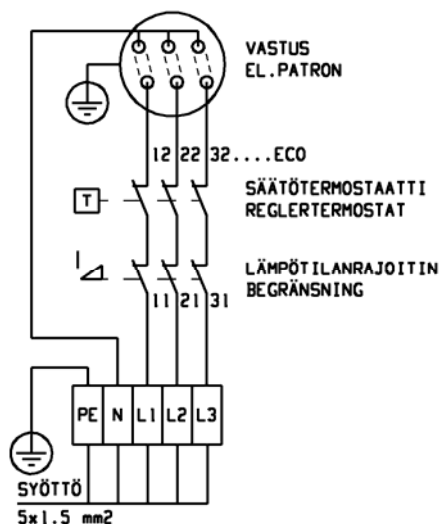 VASTUS
EL.PATRON
12 22 32....ECO
T
SÄÄTÖTERMOSTAATTI
REGLERTERMOSTAT
LÄMPÖTILANRAJOITIN
BEGRÄNSNING
11 21 31
PE N L1 L2 L3
SYÖTTÖ
5x1.5 mm2